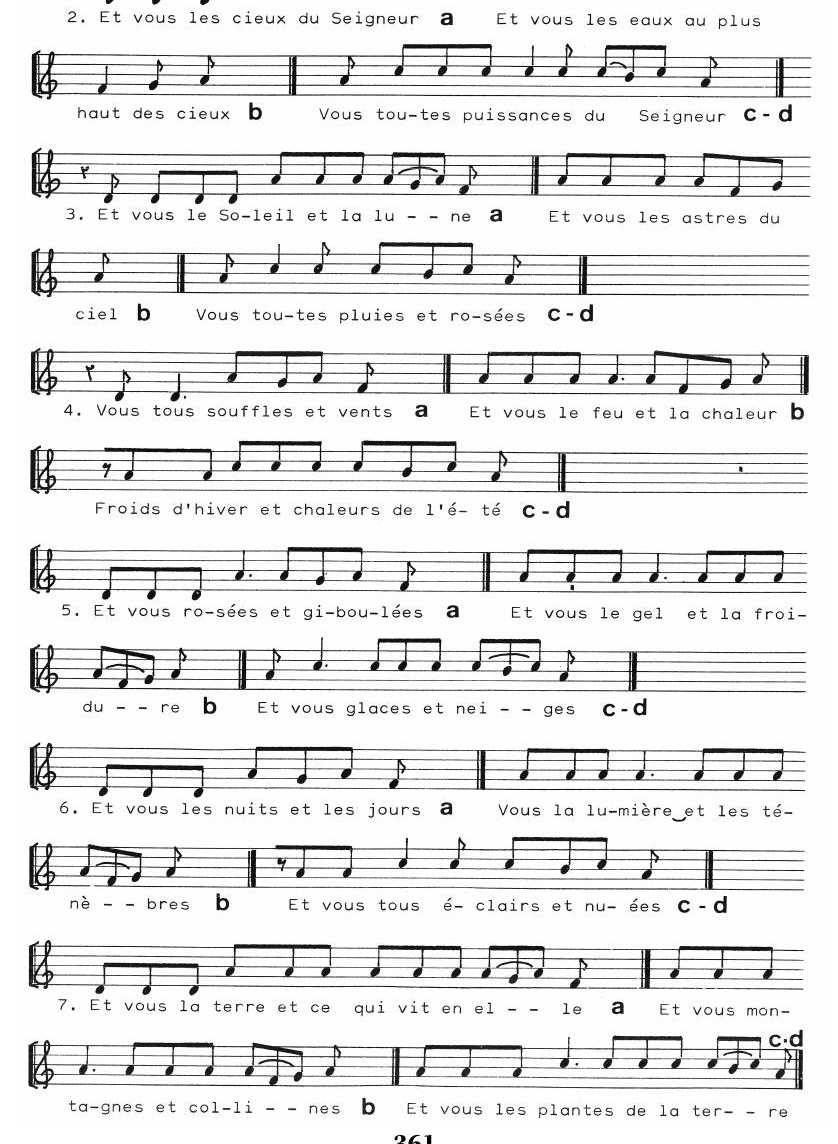 2. Et vous les cieux du Seigneur a Et vous les eaux au plus
haut des cieux b Vous tou-tes puissances du Seigneur c - d
3. Et vous le So-leil et la lu - - ne a Et vous les astres du
ciel b Vous tou-tes pluies et ro-sées c - d
4. Vous tous souffles et vents a Et vous le feu et la chaleur b
Froids d'hiver et chaleurs de l'é- té c - d
5. Et vous ro-sées et gi-bou-lées a Et vous le gel et la froi-
du - - re b Et vous glaces et nei - - ges c - d
6. Et vous les nuits et les jours a Vous la lu-mière‿et les té-
nè - - bres b Et vous tous é- clairs et nu- ées c - d
7. Et vous la terre et ce qui vit en el - - le a Et vous mon-
c.d
ta-gnes et col-li - - nes b Et vous les plantes de la ter- - re
361